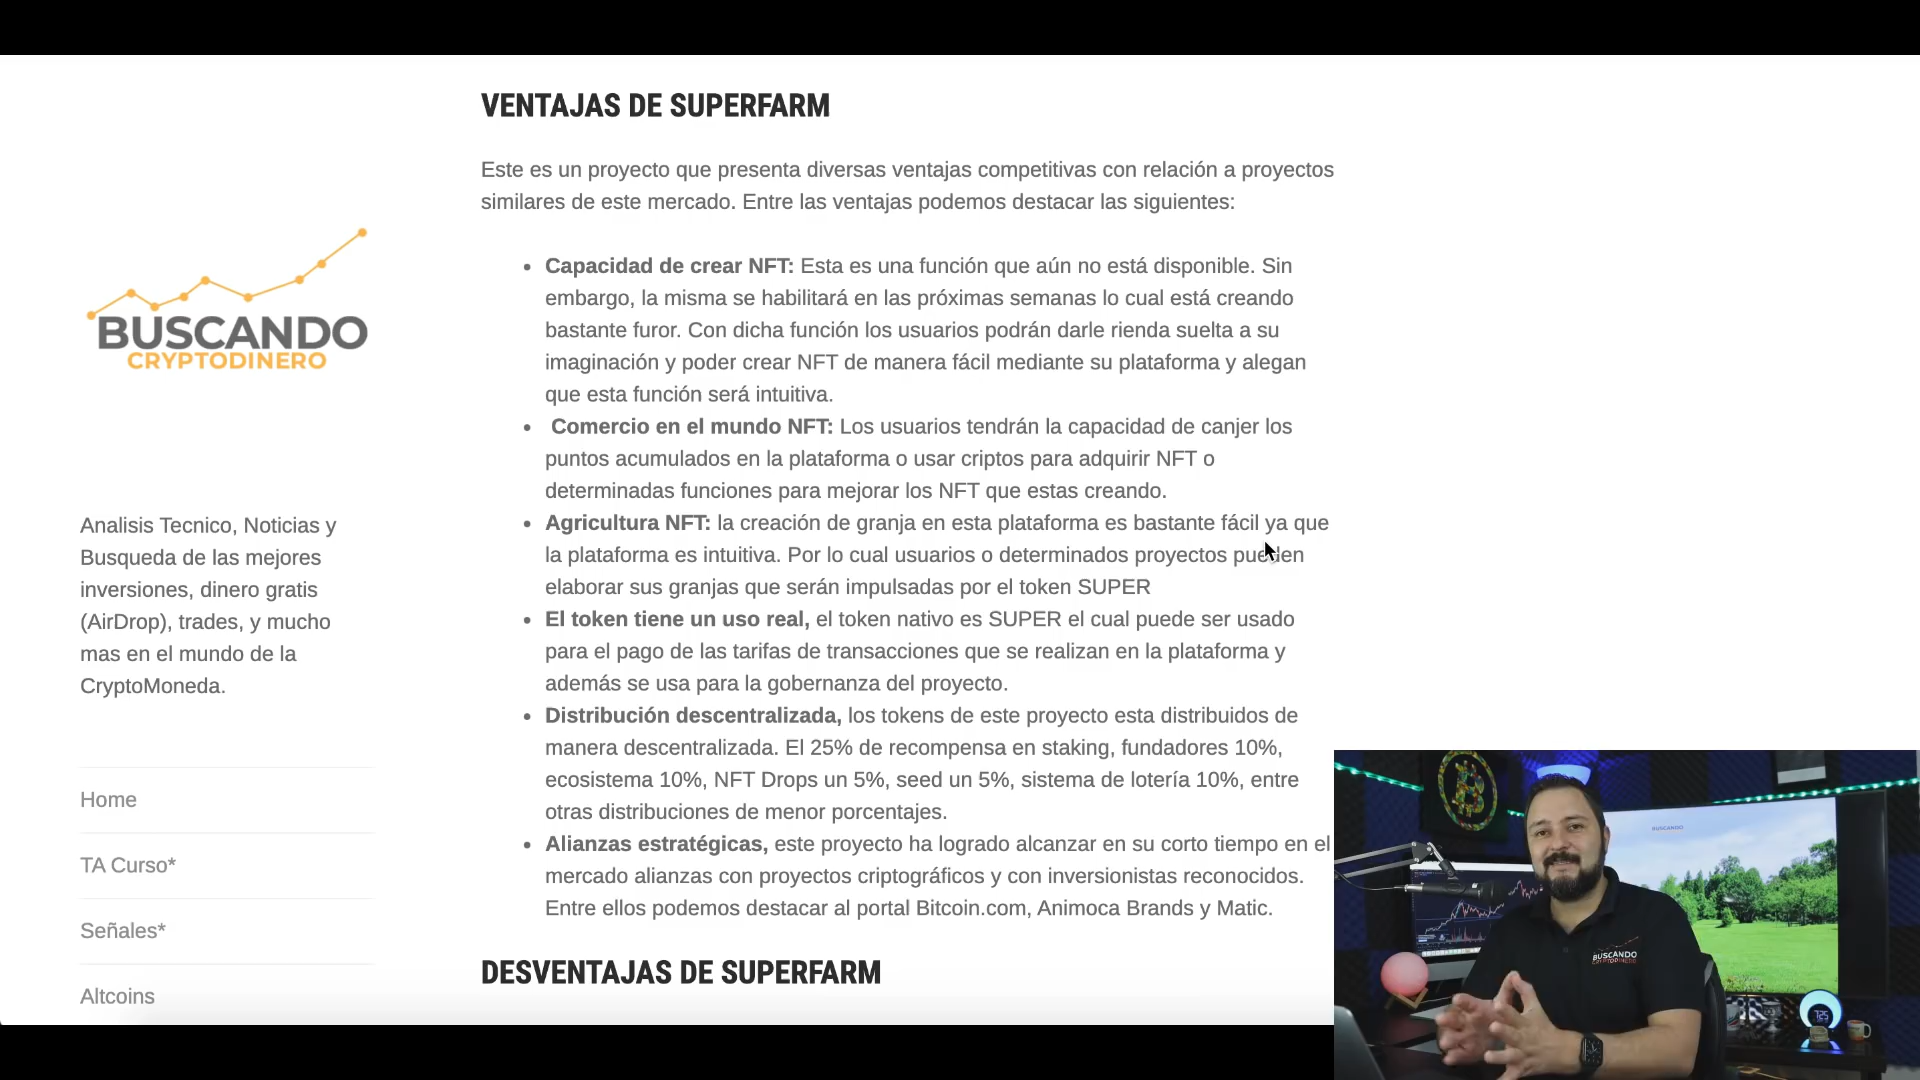 VENTAJAS DE SUPERFARM
Este es un proyecto que presenta diversas ventajas competitivas con relación a proyectos
similares de este mercado. Entre las ventajas podemos destacar las siguientes:
• Capacidad de crear NFT: Esta es una función que aún no está disponible. Sin
embargo, la misma se habilitará en las próximas semanas lo cual está creando
bastante furor. Con dicha función los usuarios podrán darle rienda suelta a su
imaginación y poder crear NFT de manera fácil mediante su plataforma y alegan
que esta función será intuitiva.
• Comercio en el mundo NFT: Los usuarios tendrán la capacidad de canjer los
puntos acumulados en la plataforma o usar criptos para adquirir NFT o
determinadas funciones para mejorar los NFT que estas creando.
• Agricultura NFT: la creación de granja en esta plataforma es bastante fácil ya que
la plataforma es intuitiva. Por lo cual usuarios o determinados proyectos pueden
elaborar sus granjas que serán impulsadas por el token SUPER
• El token tiene un uso real, el token nativo es SUPER el cual puede ser usado
para el pago de las tarifas de transacciones que se realizan en la plataforma y
además se usa para la gobernanza del proyecto.
• Distribución descentralizada, los tokens de este proyecto esta distribuidos de
manera descentralizada. El 25% de recompensa en staking, fundadores 10%,
ecosistema 10%, NFT Drops un 5%, seed un 5%, sistema de lotería 10%, entre
otras distribuciones de menor porcentajes.
• Alianzas estratégicas, este proyecto ha logrado alcanzar en su corto tiempo en el
mercado alianzas con proyectos criptográficos y con inversionistas reconocidos.
Entre ellos podemos destacar al portal Bitcoin.com, Animoca Brands y Matic.
DESVENTAJAS DE SUPERFARM
BUSCANDO
CRYPTODINERO
Analisis Tecnico, Noticias y
Busqueda de las mejores
inversiones, dinero gratis
(AirDrop), trades, y mucho
mas en el mundo de la
CryptoMoneda.
Home
TA Curso*
Señales*
Altcoins
BUSCANDO
BUSCANDO
CRYPTODINERO